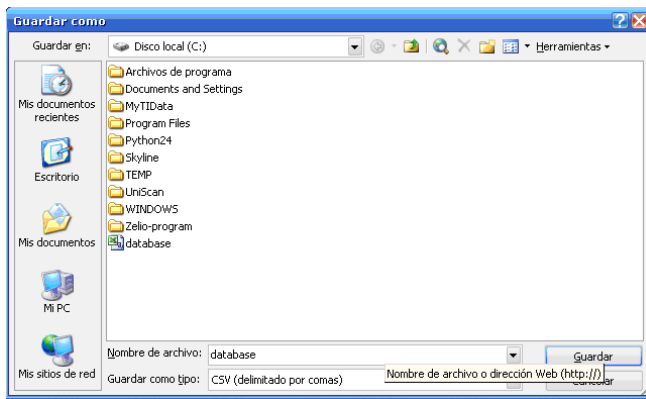 Guardar como
Guardar en:
Disco local (C:)
Herramientas
Mis documentos
recientes
Escritorio
Mis documentos
Mi PC
Mis sitios de red
Archivos de programa
Documents and Settings
MyTIData
Program Files
Python24
Skyline
TEMP
UniScan
WINDOWS
Zelio-program
database
Nombre de archivo:
database
Guardar
Guardar como tipo:
CSV (delimitado por comas)
Nombre de archivo o dirección Web (http://)